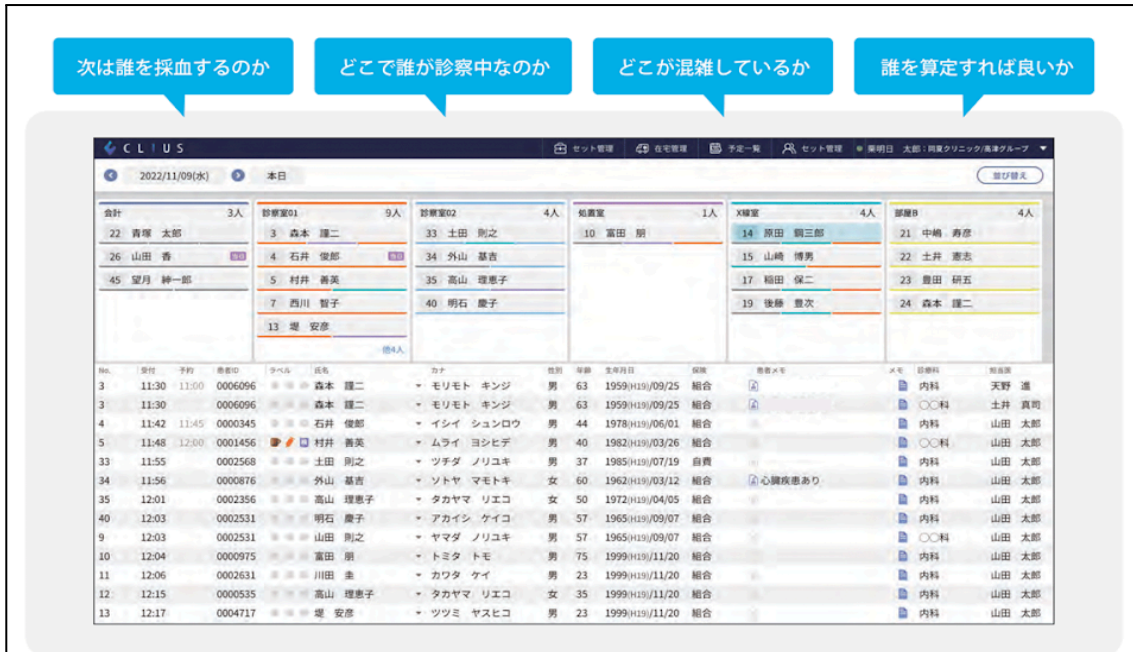 次は誰を採血するのか
どこで誰が診察中なのか
どこが混雑しているか
誰を算定すれば良いか
CLIUS
セット管理 在宅管理 予定一覧 セット管理
2022/11/09(水) 本日 並び替え
会計 3人 診察室01 9人 診察室02 4人 処置室 1人 X線室 4人 部屋B 4人
22 青塚 太郎 3 森本 謹二 33 土田 則之 10 富田 朋 14 原田 鋼三郎 21 中嶋 寿彦
26 山田 香 4 石井 俊郎 34 外山 基吉 15 山崎 博男 22 土井 憲志
45 望月 紳一郎 5 村井 善英 35 高山 理恵子 17 稲田 保二 23 豊田 研五
7 西川 智子 40 明石 慶子 19 後藤 豊次 24 森本 謹二
13 堤 安彦
他4人
No. 受付 予約 患者ID ラベル 氏名 カナ 性別 年齢 生年月日 保険 患者メモ メモ 診療科 担当医
3 11:30 11:00 0006096 森本 謹二 モリモト キンジ 男 63 1959(H19)/09/25 組合 内科 天野 進
3 11:30 0006096 森本 謹二 モリモト キンジ 男 63 1959(H19)/09/25 組合 〇〇科 土井 真司
4 11:42 11:45 0000345 石井 俊郎 イシイ シュンロウ 男 44 1978(H19)/06/01 組合 内科 山田 太郎
5 11:48 12:00 0001456 村井 善英 ムライ ヨシヒデ 男 40 1982(H19)/03/26 組合 〇〇科 山田 太郎
33 11:55 0002568 土田 則之 ツチダ ノリユキ 男 37 1985(H19)/07/19 自費 内科 山田 太郎
34 11:56 0000876 外山 基吉 ソトヤ マモトキ 女 60 1962(H19)/03/12 組合 心臓疾患あり 内科 山田 太郎
35 12:01 0002356 高山 理恵子 タカヤマ リエコ 女 50 1972(H19)/04/05 組合 内科 山田 太郎
40 12:03 0002531 明石 慶子 アカイシ ケイコ 男 57 1965(H19)/09/07 組合 内科 山田 太郎
9 12:03 0002531 山田 則之 ヤマダ ノリユキ 男 57 1965(H19)/09/07 組合 〇〇科 山田 太郎
10 12:04 0000975 富田 朋 トミタ トモ 男 75 1999(H19)/11/20 組合 内科 山田 太郎
11 12:06 0002631 川田 圭 カワタ ケイ 男 23 1999(H19)/11/20 組合 内科 山田 太郎
12 12:15 0000535 高山 理恵子 タカヤマ リエコ 女 35 1999(H19)/11/20 組合 内科 山田 太郎
13 12:17 0004717 堤 安彦 ツツミ ヤスヒコ 男 23 1999(H19)/11/20 組合 内科 山田 太郎